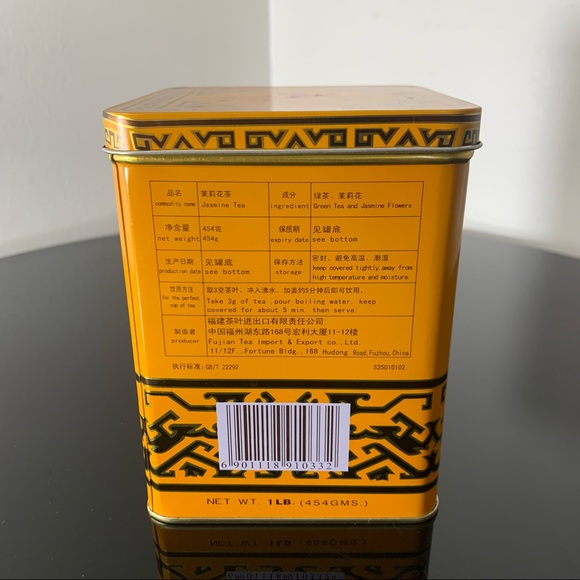 品名 茉莉花茶 成分 绿茶、茉莉花
commodity name Jasmine Tea ingredient Green Tea and Jasmine Flowers
净含量 454克 保质期 见罐底
net weight 454g expiry date see bottom
生产日期 见罐底 保存方法 密封，避免高温，潮湿
production date see bottom storage keep covered tightly,away from
high temperature and moisture,
饮用方法 取3克茶叶，冲入沸水，加盖约5分钟后即可饮用。
for the perfect Take 3g of tea ,pour boiling water, keep
cup of tea covered for about 5 min, then serve.
制造者 福建茶叶进出口有限责任公司
中国福州湖东路168号宏利大厦11-12楼
producer Fujian Tea Import & Export co.,Ltd.
11/12F., Fortune Bldg.,168 Hudong Road,Fuzhou,China
执行标准:GB/T 22292 S35010102
6 901118 910332
NET WT. 1LB. (454GMS.)